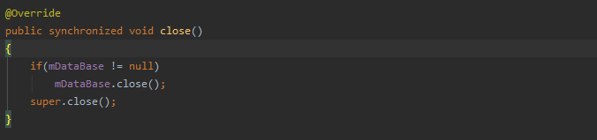 @Override
public synchronized void close()
{
    if(mDataBase != null)
        mDataBase.close();
    super.close();
}